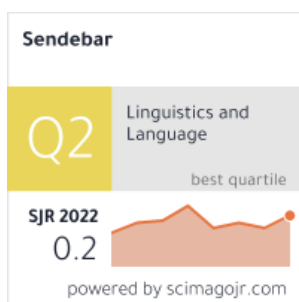 Sendebar
Q2
Linguistics and
Language
best quartile
SJR 2022
0.2
powered by scimagojr.com